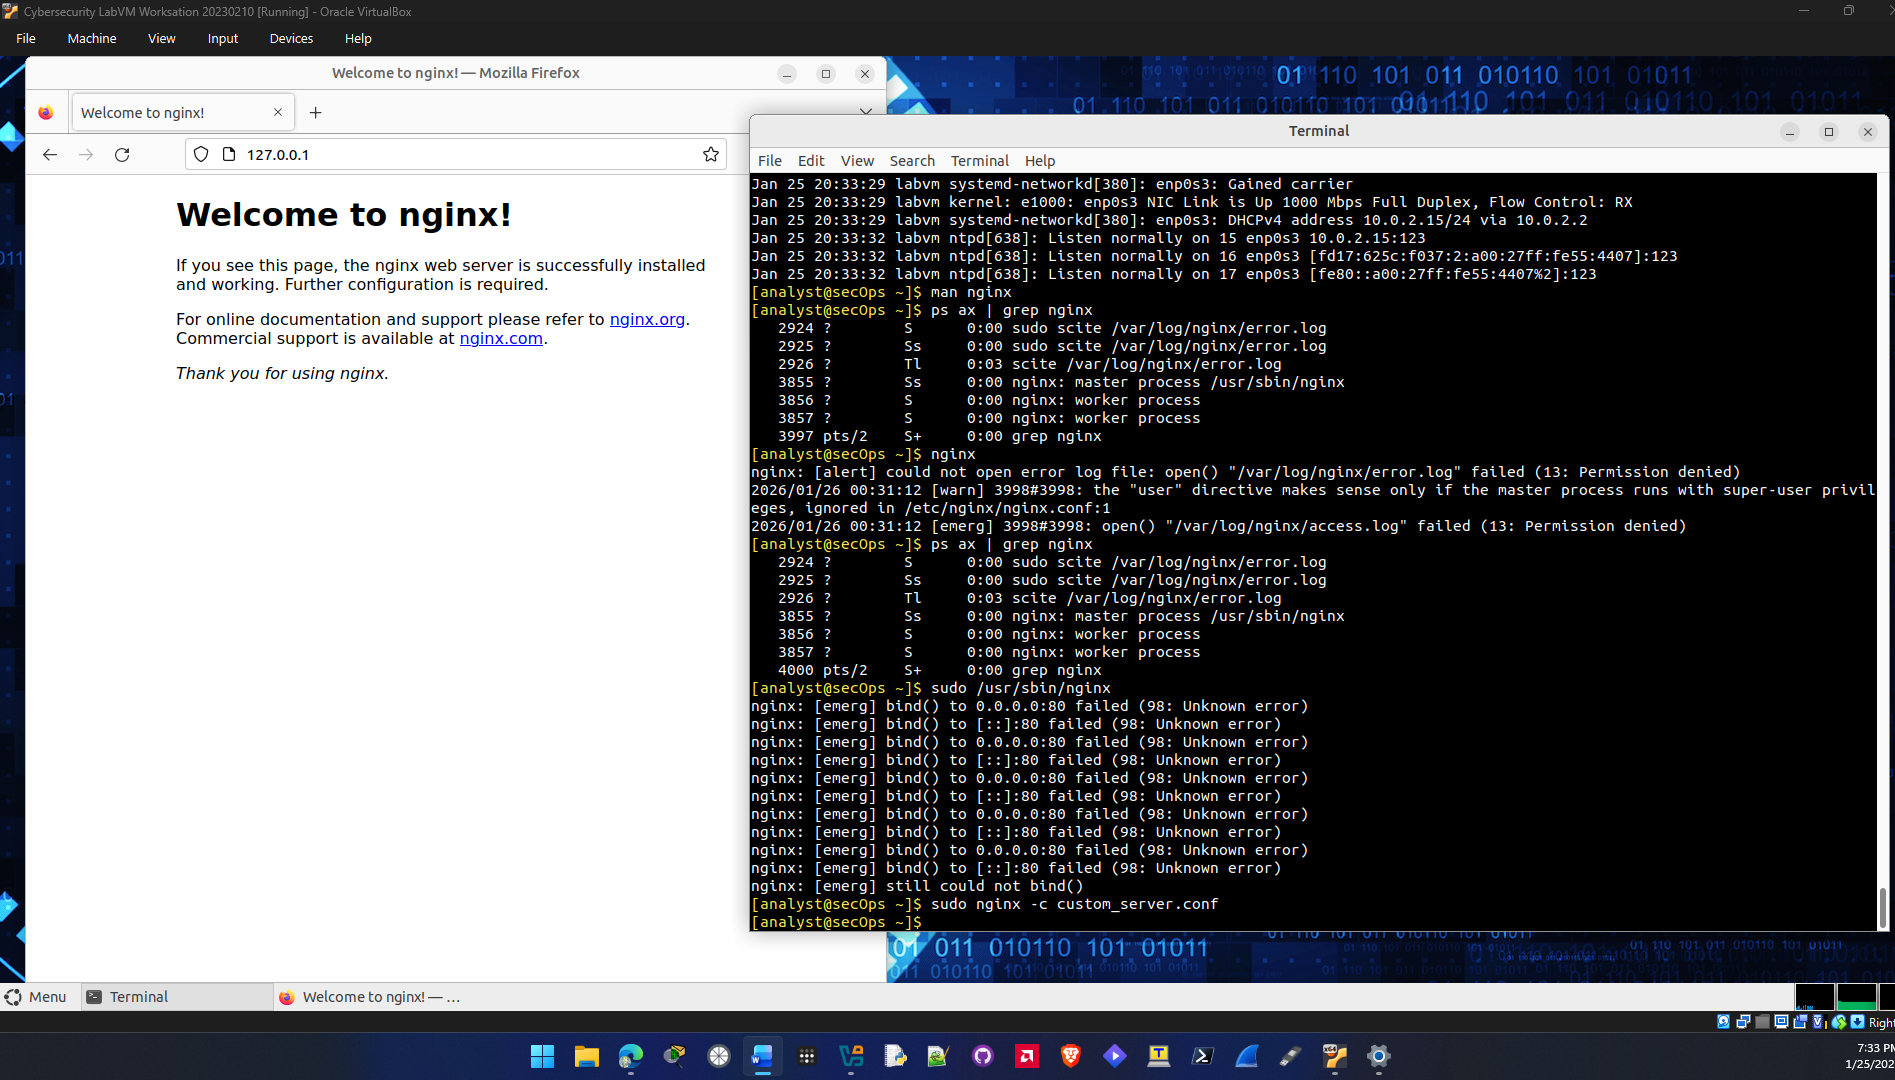 Cybersecurity LabVM Worksation 20230210 [Running] - Oracle VirtualBox
File Machine View Input Devices Help
Welcome to nginx! — Mozilla Firefox
Welcome to nginx!
127.0.0.1
Welcome to nginx!
If you see this page, the nginx web server is successfully installed
and working. Further configuration is required.
For online documentation and support please refer to nginx.org.
Commercial support is available at nginx.com.
Thank you for using nginx.
Terminal
File Edit View Search Terminal Help
Jan 25 20:33:29 labvm systemd-networkd[380]: enp0s3: Gained carrier
Jan 25 20:33:29 labvm kernel: e1000: enp0s3 NIC Link is Up 1000 Mbps Full Duplex, Flow Control: RX
Jan 25 20:33:29 labvm systemd-networkd[380]: enp0s3: DHCPv4 address 10.0.2.15/24 via 10.0.2.2
Jan 25 20:33:32 labvm ntpd[638]: Listen normally on 15 enp0s3 10.0.2.15:123
Jan 25 20:33:32 labvm ntpd[638]: Listen normally on 16 enp0s3 [fd17:625c:f037:2:a00:27ff:fe55:4407]:123
Jan 25 20:33:32 labvm ntpd[638]: Listen normally on 17 enp0s3 [fe80::a00:27ff:fe55:4407%2]:123
[analyst@secOps ~]$ man nginx
[analyst@secOps ~]$ ps ax | grep nginx
2924 ? S 0:00 sudo scite /var/log/nginx/error.log
2925 ? Ss 0:00 sudo scite /var/log/nginx/error.log
2926 ? Tl 0:03 scite /var/log/nginx/error.log
3855 ? Ss 0:00 nginx: master process /usr/sbin/nginx
3856 ? S 0:00 nginx: worker process
3857 ? S 0:00 nginx: worker process
3997 pts/2 S+ 0:00 grep nginx
[analyst@secOps ~]$ nginx
nginx: [alert] could not open error log file: open() "/var/log/nginx/error.log" failed (13: Permission denied)
2026/01/26 00:31:12 [warn] 3998#3998: the "user" directive makes sense only if the master process runs with super-user privil
eges, ignored in /etc/nginx/nginx.conf:1
2026/01/26 00:31:12 [emerg] 3998#3998: open() "/var/log/nginx/access.log" failed (13: Permission denied)
[analyst@secOps ~]$ ps ax | grep nginx
2924 ? S 0:00 sudo scite /var/log/nginx/error.log
2925 ? Ss 0:00 sudo scite /var/log/nginx/error.log
2926 ? Tl 0:03 scite /var/log/nginx/error.log
3855 ? Ss 0:00 nginx: master process /usr/sbin/nginx
3856 ? S 0:00 nginx: worker process
3857 ? S 0:00 nginx: worker process
4000 pts/2 S+ 0:00 grep nginx
[analyst@secOps ~]$ sudo /usr/sbin/nginx
nginx: [emerg] bind() to 0.0.0.0:80 failed (98: Unknown error)
nginx: [emerg] bind() to [::]:80 failed (98: Unknown error)
nginx: [emerg] bind() to 0.0.0.0:80 failed (98: Unknown error)
nginx: [emerg] bind() to [::]:80 failed (98: Unknown error)
nginx: [emerg] bind() to 0.0.0.0:80 failed (98: Unknown error)
nginx: [emerg] bind() to [::]:80 failed (98: Unknown error)
nginx: [emerg] bind() to 0.0.0.0:80 failed (98: Unknown error)
nginx: [emerg] bind() to [::]:80 failed (98: Unknown error)
nginx: [emerg] bind() to 0.0.0.0:80 failed (98: Unknown error)
nginx: [emerg] bind() to [::]:80 failed (98: Unknown error)
nginx: [emerg] still could not bind()
[analyst@secOps ~]$ sudo nginx -c custom_server.conf
[analyst@secOps ~]$
Menu Terminal Welcome to nginx! — ...
Right
7:33 PM
1/25/202